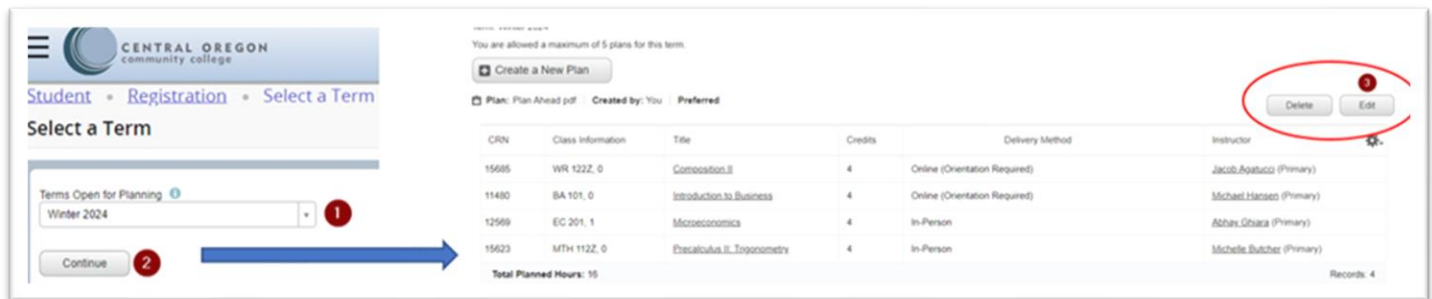 CENTRAL OREGON
community college
Student • Registration • Select a Term
Select a Term
Terms Open for Planning
Winter 2024
1
Continue
2
Term: Winter 2024
You are allowed a maximum of 5 plans for this term.
Create a New Plan
Plan: Plan Ahead pdf Created by: You Preferred
3
Delete Edit
CRN Class Information Title Credits Delivery Method Instructor
15685 WR 122Z, 0 Composition II 4 Online (Orientation Required) Jacob Agatucci (Primary)
11480 BA 101, 0 Introduction to Business 4 Online (Orientation Required) Michael Hansen (Primary)
12569 EC 201, 1 Microeconomics 4 In-Person Abhay Ghiara (Primary)
15623 MTH 112Z, 0 Precalculus II: Trigonometry 4 In-Person Michelle Butcher (Primary)
Total Planned Hours: 16 Records: 4